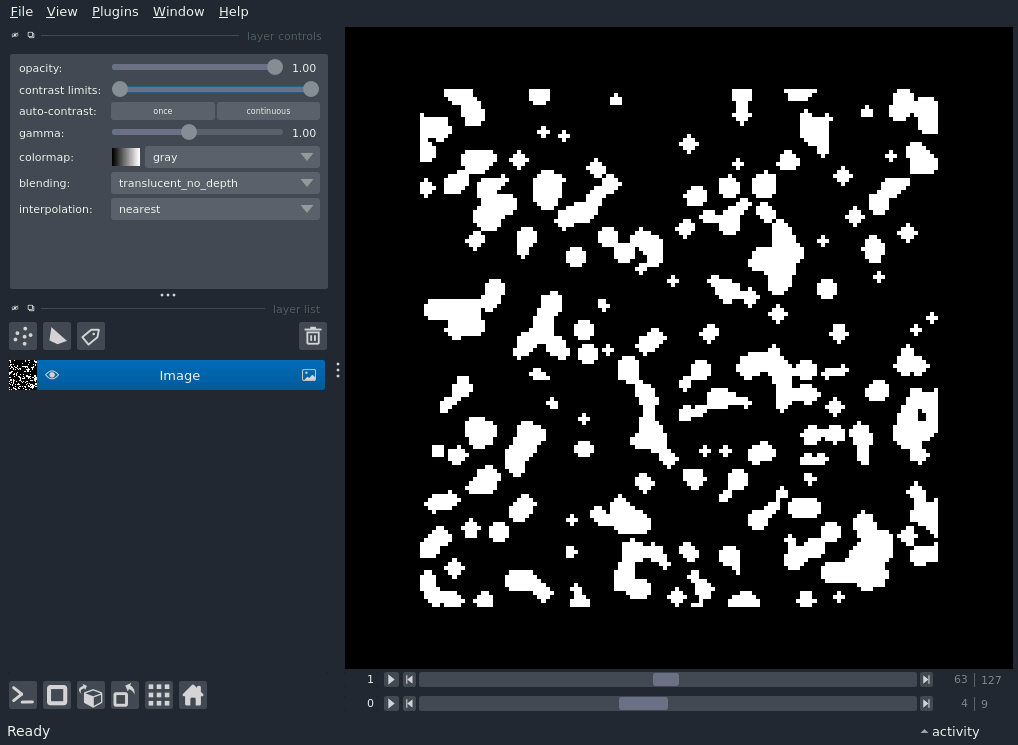 File View Plugins Window Help
layer controls
opacity: 1.00
contrast limits:
auto-contrast: once continuous
gamma: 1.00
colormap: gray
blending: translucent_no_depth
interpolation: nearest
layer list
Image
1 63 127
0 4 9
Ready activity